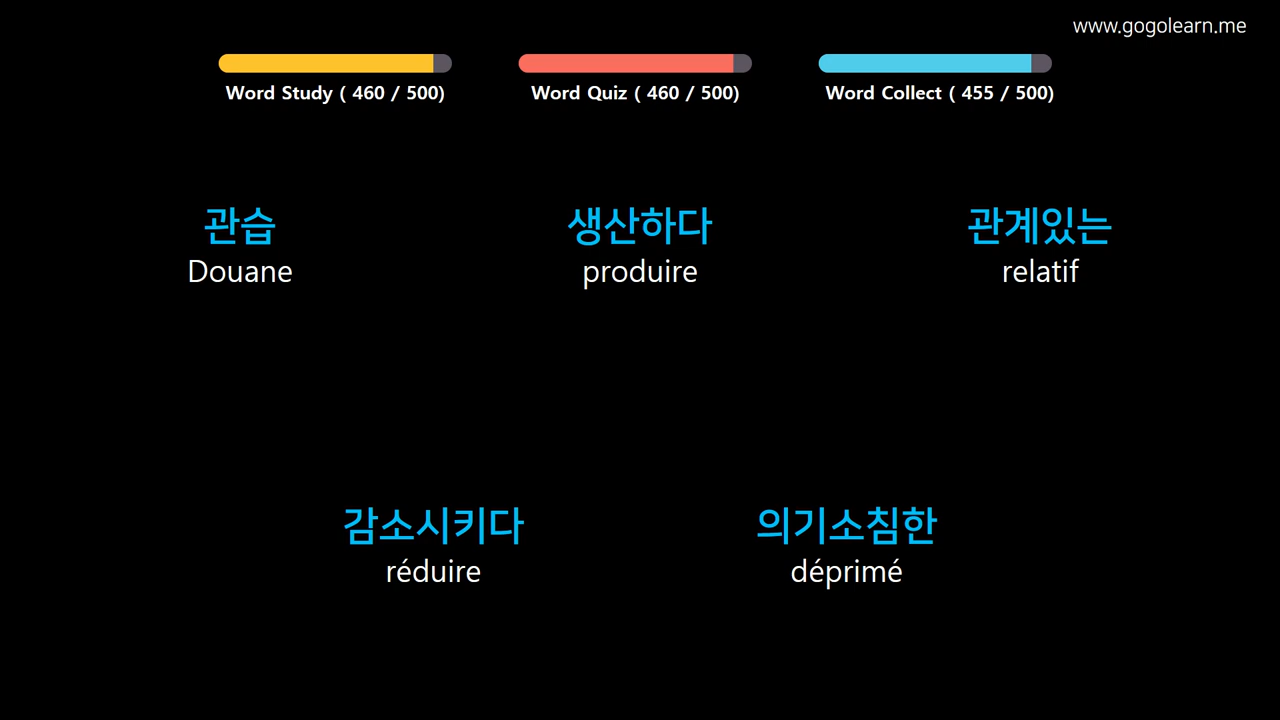 www.gogolearn.me
Word Study ( 460 / 500)
Word Quiz ( 460 / 500)
Word Collect ( 455 / 500)
관습
Douane
생산하다
produire
관계있는
relatif
감소시키다
réduire
의기소침한
déprimé